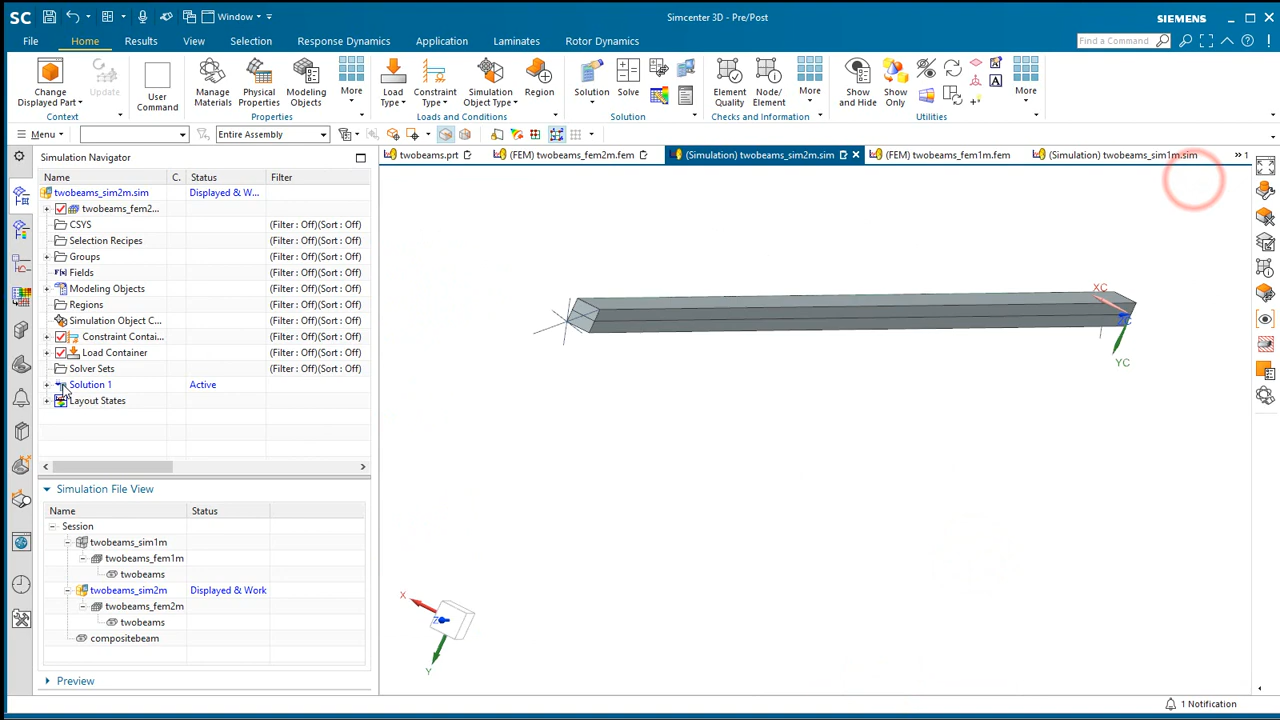 SC
Window
Simcenter 3D - Pre/Post
SIEMENS
File
Home
Results
View
Selection
Response Dynamics
Application
Laminates
Rotor Dynamics
Find a Command
Change Displayed Part
Update
User Command
Manage Materials
Physical Properties
Modeling Objects
More
Load Type
Constraint Type
Simulation Object Type
Region
Solution
Solve
Element Quality
Node/ Element
More
Show and Hide
Show Only
More
Context
Properties
Loads and Conditions
Solution
Checks and Information
Utilities
Menu
Entire Assembly
Simulation Navigator
twobeams.prt
(FEM) twobeams_fem2m.fem
(Simulation) twobeams_sim2m.sim
(FEM) twobeams_fem1m.fem
(Simulation) twobeams_sim1m.sim
1
Name C. Status Filter
twobeams_sim2m.sim Displayed & W...
twobeams_fem2...
CSYS (Filter : Off)(Sort : Off)
Selection Recipes (Filter : Off)(Sort : Off)
Groups (Filter : Off)(Sort : Off)
Fields (Filter : Off)(Sort : Off)
Modeling Objects (Filter : Off)(Sort : Off)
Regions (Filter : Off)(Sort : Off)
Simulation Object C... (Filter : Off)(Sort : Off)
Constraint Contai... (Filter : Off)(Sort : Off)
Load Container (Filter : Off)(Sort : Off)
Solver Sets (Filter : Off)(Sort : Off)
Solution 1 Active
Layout States
Simulation File View
Name Status
Session
twobeams_sim1m
twobeams_fem1m
twobeams
twobeams_sim2m Displayed & Work
twobeams_fem2m
twobeams
compositebeam
Preview
XC
ZC
YC
X
Z
Y
1 Notification